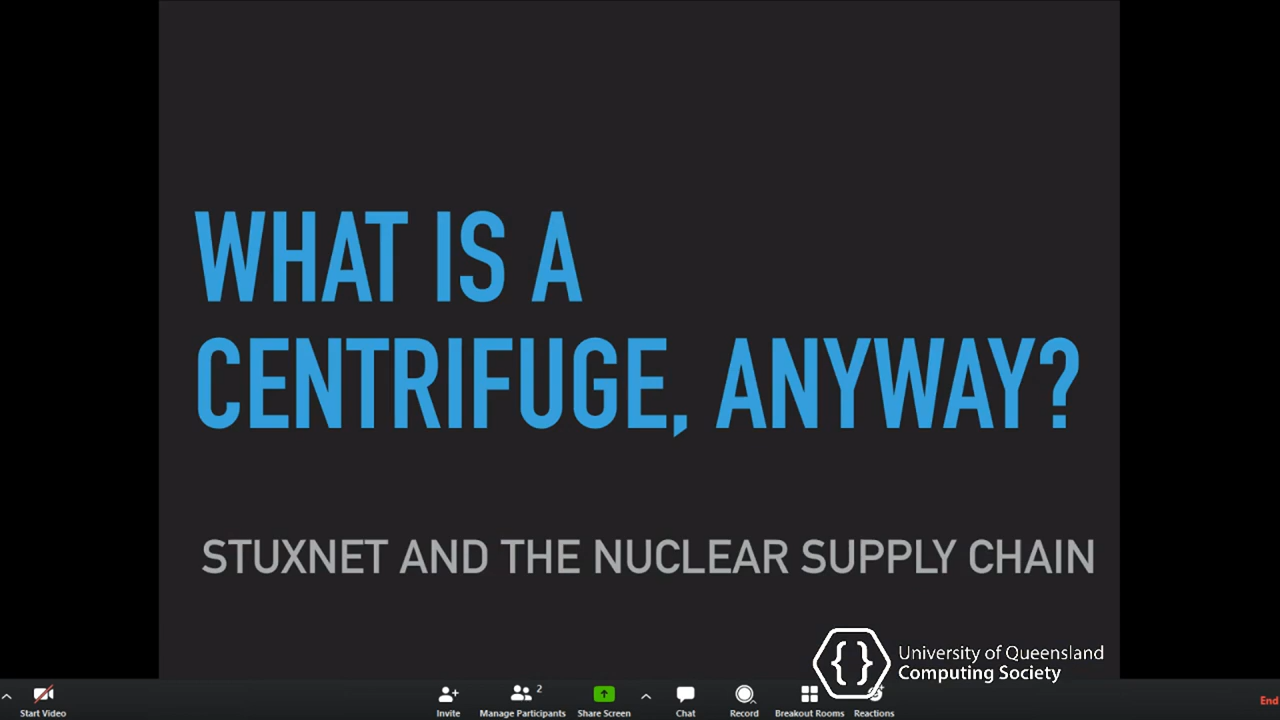 WHAT IS A
CENTRIFUGE, ANYWAY?
STUXNET AND THE NUCLEAR SUPPLY CHAIN
{} University of Queensland
Computing Society
2
Start Video
Invite
Manage Participants
Share Screen
Chat
Record
Breakout Rooms
Reactions
End